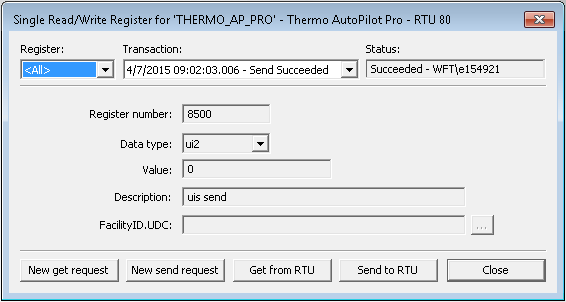 Single Read/Write Register for 'THERMO_AP_PRO' - Thermo AutoPilot Pro - RTU 80
Register: Transaction: Status:
<All> 4/7/2015 09:02:03.006 - Send Succeeded Succeeded - WFT\e154921
Register number: 8500
Data type: ui2
Value: 0
Description: uis send
FacilityID.UDC: ...
New get request New send request Get from RTU Send to RTU Close